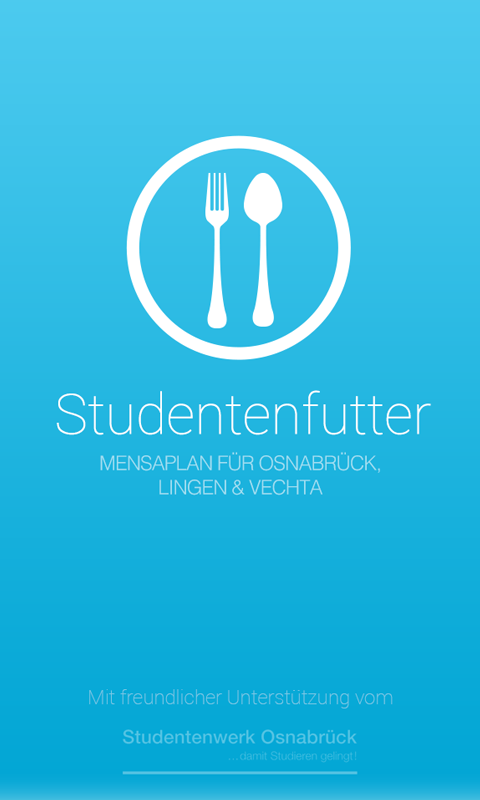 Studentenfutter
MENSAPLAN FÜR OSNABRÜCK,
LINGEN & VECHTA
Mit freundlicher Unterstützung vom
Studentenwerk Osnabrück
...damit Studieren gelingt!